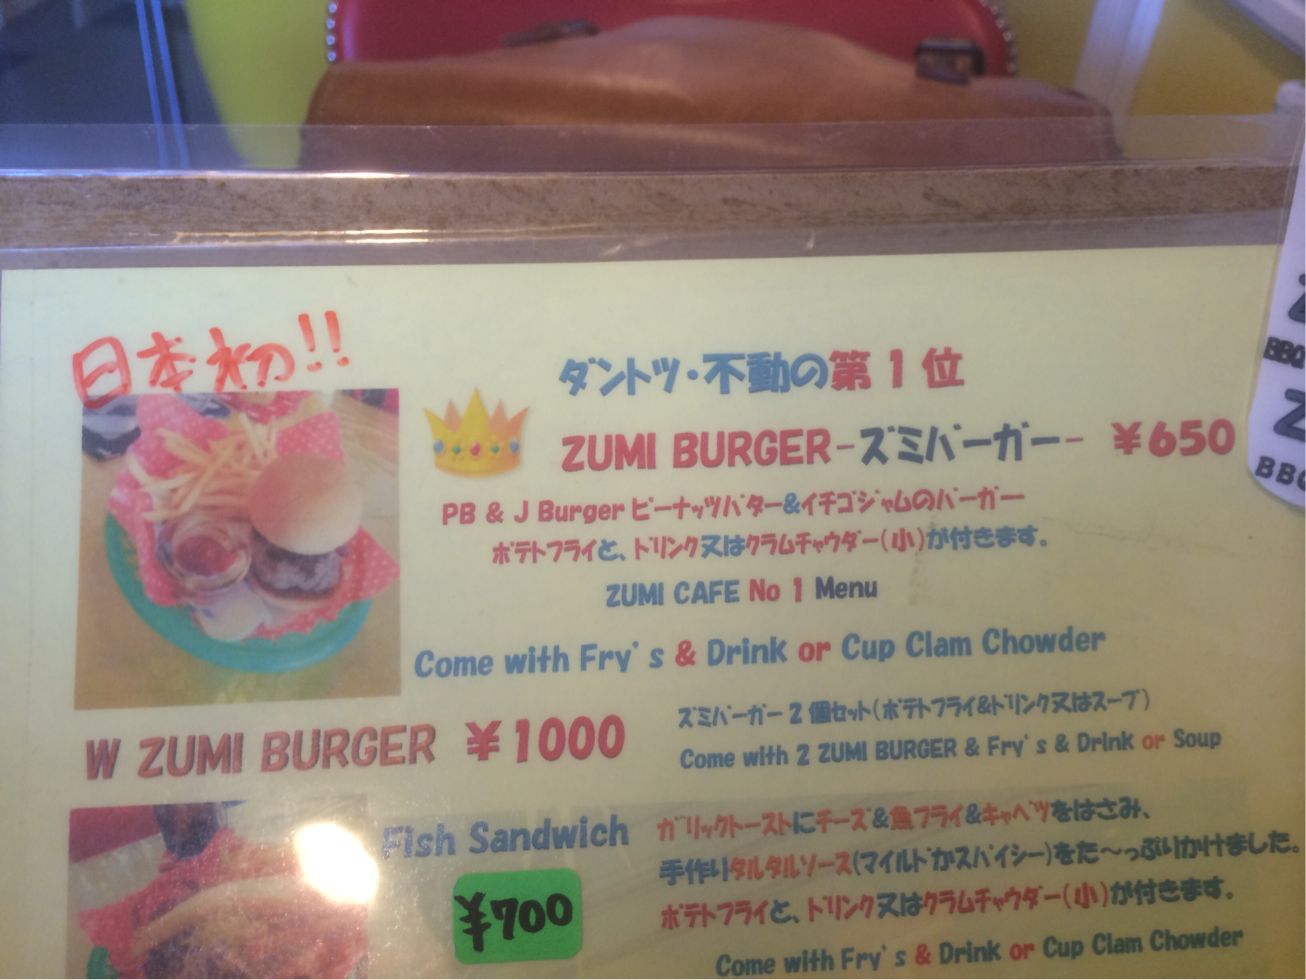 日本初!!
ダントツ・不動の第1位
ZUMI BURGER-ズミバーガー- ¥650
PB & J Burger ピーナッツバター&イチゴジャムのバーガー
ポテトフライと、ドリンク又はクラムチャウダー(小)が付きます。
ZUMI CAFE No 1 Menu
Come with Fry's & Drink or Cup Clam Chowder
W ZUMI BURGER ¥1000
ズミバーガー2個セット(ポテトフライ&ドリンク又はスープ)
Come with 2 ZUMI BURGER & Fry's & Drink or Soup
Fish Sandwich
¥700
ガリックトーストにチーズ&魚フライ&キャベツをはさみ、
手作りタルタルソース(マイルドかスパイシー)をた~っぷりかけました。
ポテトフライと、ドリンク又はクラムチャウダー(小)が付きます。
Come with Fry's & Drink or Cup Clam Chowder
BBQ
BBQ